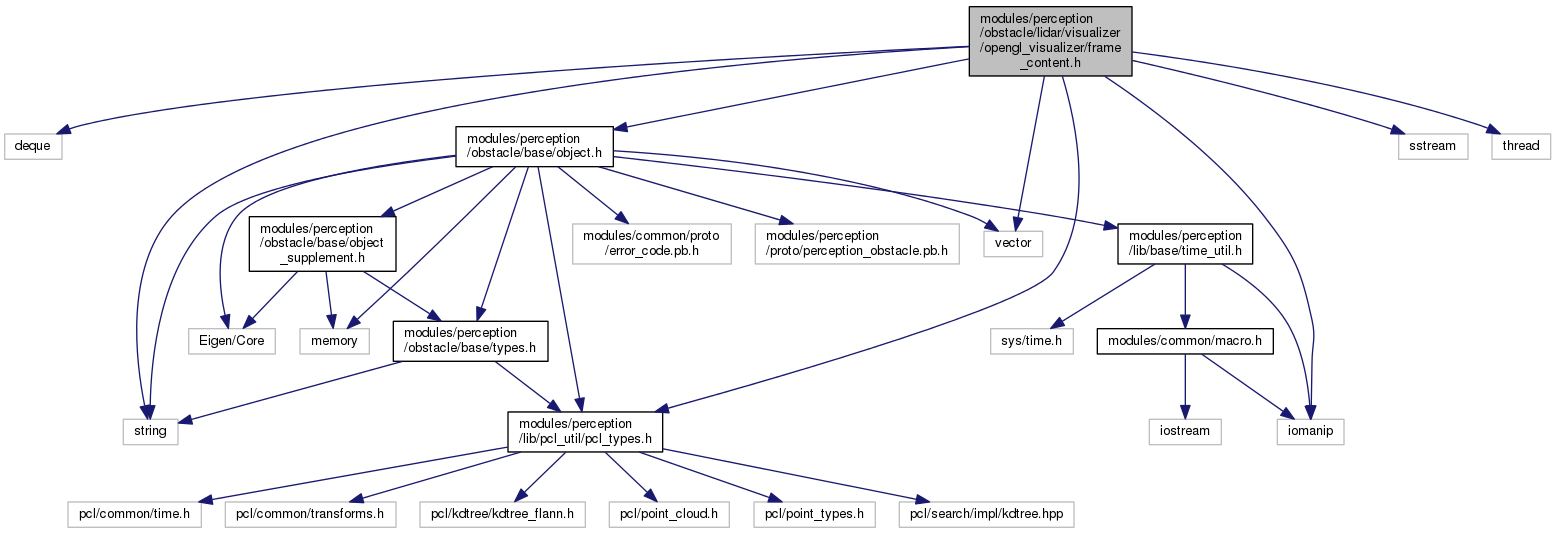 modules/perception
/obstacle/lidar/visualizer
/opengl_visualizer/frame
_content.h
deque
modules/perception
/obstacle/base/object.h
sstream
thread
modules/perception
/obstacle/base/object
_supplement.h
modules/common/proto
/error_code.pb.h
modules/perception
/proto/perception_obstacle.pb.h
vector
modules/perception
/lib/base/time_util.h
Eigen/Core
memory
modules/perception
/obstacle/base/types.h
sys/time.h
modules/common/macro.h
string
modules/perception
/lib/pcl_util/pcl_types.h
iostream
iomanip
pcl/common/time.h
pcl/common/transforms.h
pcl/kdtree/kdtree_flann.h
pcl/point_cloud.h
pcl/point_types.h
pcl/search/impl/kdtree.hpp